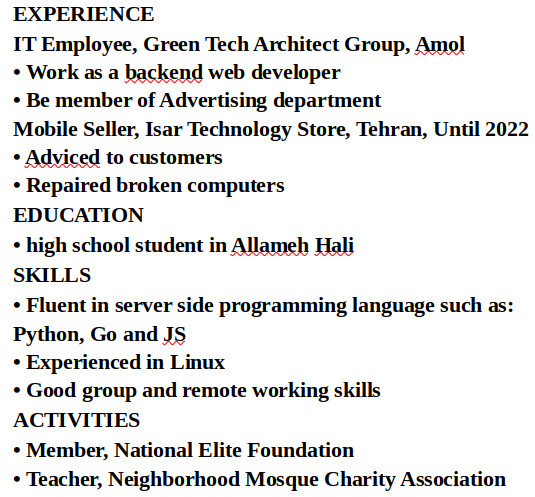 EXPERIENCE
IT Employee, Green Tech Architect Group, Amol
• Work as a backend web developer
• Be member of Advertising department
Mobile Seller, Isar Technology Store, Tehran, Until 2022
• Adviced to customers
• Repaired broken computers
EDUCATION
• high school student in Allameh Hali
SKILLS
• Fluent in server side programming language such as:
Python, Go and JS
• Experienced in Linux
• Good group and remote working skills
ACTIVITIES
• Member, National Elite Foundation
• Teacher, Neighborhood Mosque Charity Association